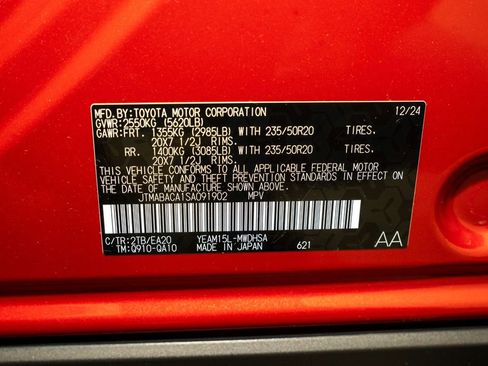 MFD.BY:TOYOTA MOTOR CORPORATION 12/24
GVWR:2550KG (5620LB)
GAWR:FRT. 1355KG (2985LB) WITH 235/50R20 TIRES.
20X7 1/2J RIMS.
RR. 1400KG (3085LB) WITH 235/50R20 TIRES.
20X7 1/2J RIMS.
THIS VEHICLE CONFORMS TO ALL APPLICABLE FEDERAL MOTOR
VEHICLE SAFETY AND THEFT PREVENTION STANDARDS IN EFFECT
ON THE DATE OF MANUFACTURE SHOWN ABOVE.
JTMABACA1SA091902 MPV
C/TR:2TB/EA20 YEAM15L-MWDHSA
TM:Q910-QA10 MADE IN JAPAN 621 AA